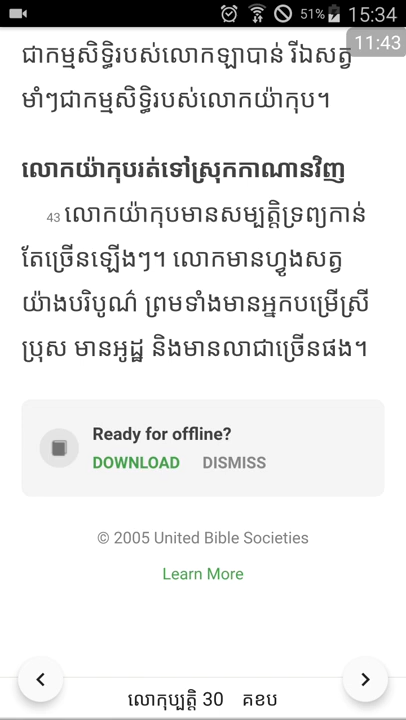 51% 15:34
11:43
ជាកម្មសិទ្ធិរបស់លោកឡាបាន់ រីឯសត្វ
មាំៗជាកម្មសិទ្ធិរបស់លោកយ៉ាកុប។
លោកយ៉ាកុបរត់ទៅស្រុកកាណានវិញ
43 លោកយ៉ាកុបមានសម្បត្តិទ្រព្យកាន់
តែច្រើនឡើងៗ។ លោកមានហ្វូងសត្វ
យ៉ាងបរិបូណ៌ ព្រមទាំងមានអ្នកបម្រើស្រី
ប្រុស មានអូដ្ឋ និងមានលាជាច្រើនផង។
Ready for offline?
DOWNLOAD DISMISS
© 2005 United Bible Societies
Learn More
លោកុប្បត្តិ 30 គខប